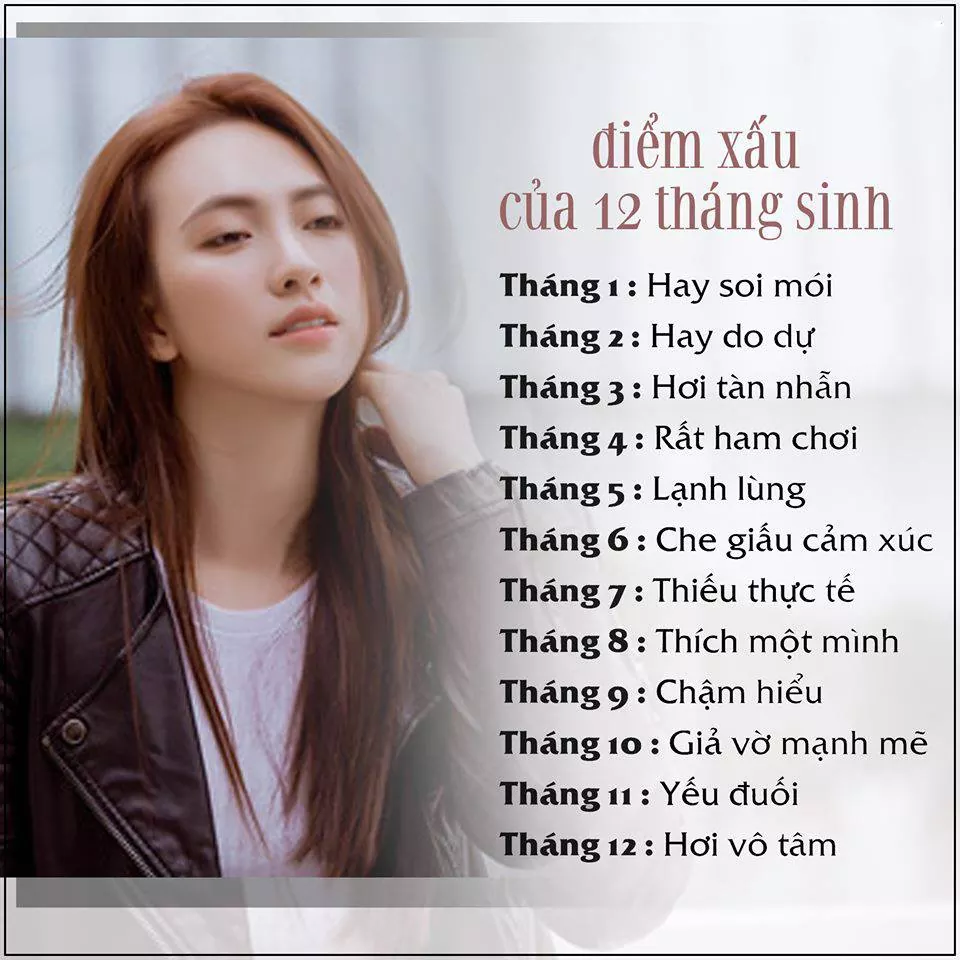 điểm xấu
của 12 tháng sinh
Tháng 1 : Hay soi mói
Tháng 2 : Hay do dự
Tháng 3 : Hơi tàn nhẫn
Tháng 4 : Rất ham chơi
Tháng 5 : Lạnh lùng
Tháng 6 : Che giấu cảm xúc
Tháng 7 : Thiếu thực tế
Tháng 8 : Thích một mình
Tháng 9 : Chậm hiểu
Tháng 10 : Giả vờ mạnh mẽ
Tháng 11 : Yếu đuối
Tháng 12 : Hơi vô tâm